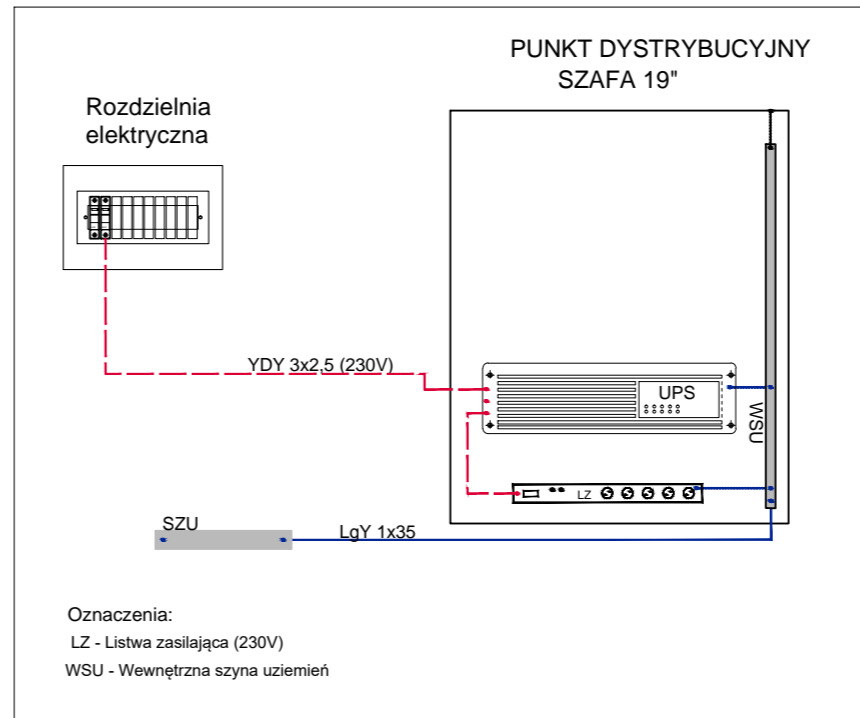 PUNKT DYSTRYBUCYJNY
SZAFA 19"
Rozdzielnia
elektryczna
YDY 3x2,5 (230V)
UPS
WSU
LZ
SZU
LgY 1x35
Oznaczenia:
LZ - Listwa zasilająca (230V)
WSU - Wewnętrzna szyna uziemień